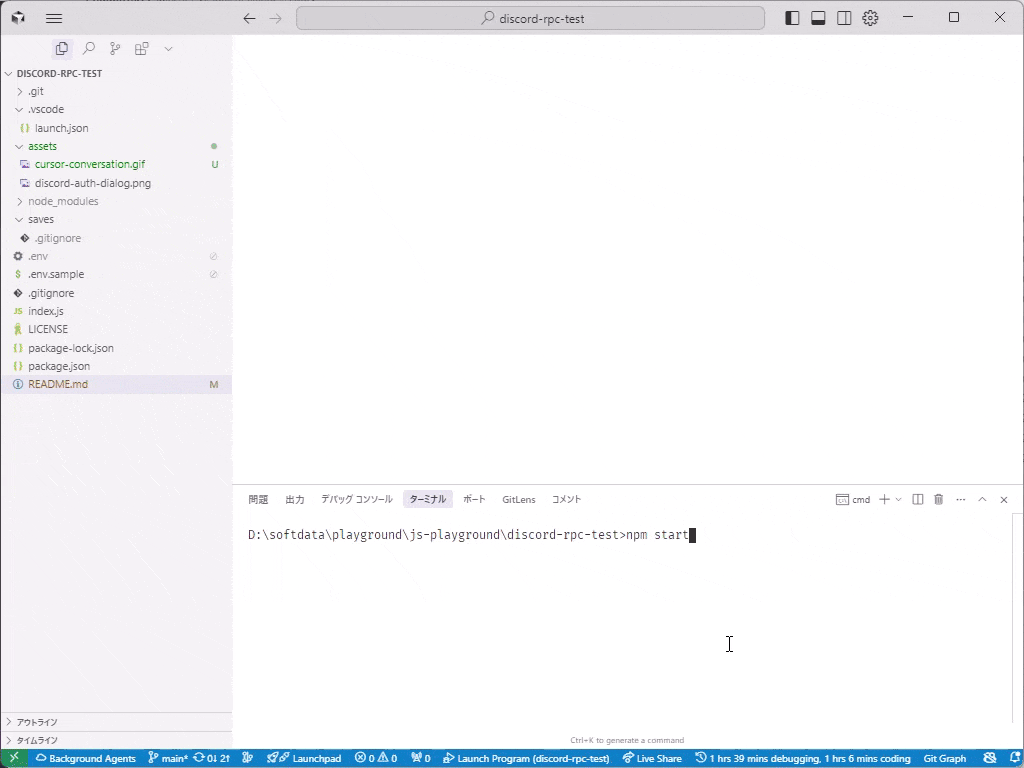 discord-rpc-test
DISCORD-RPC-TEST
.git
.vscode
launch.json
assets
cursor-conversation.gif U
discord-auth-dialog.png
node_modules
saves
.gitignore
.env
.env.sample
.gitignore
index.js
LICENSE
package-lock.json
package.json
README.md M
アウトライン
タイムライン
問題 出力 デバッグ コンソール ターミナル ポート GitLens コメント cmd
D:\softdata\playground\js-playground\discord-rpc-test>npm start
Ctrl+K to generate a command
Background Agents main* 0↓ 2↑ Launchpad 0 0 0 Launch Program (discord-rpc-test) Live Share 1 hrs 39 mins debugging, 1 hrs 6 mins coding Git Graph